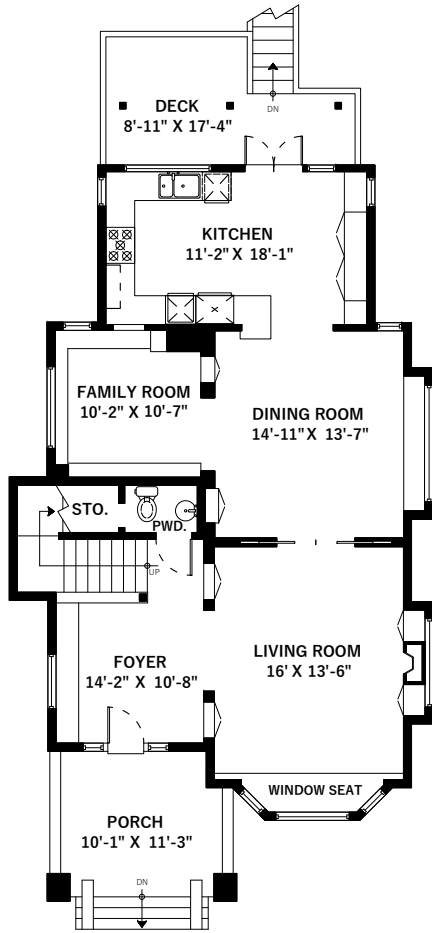 DECK
8'-11" X 17'-4"
DN
KITCHEN
11'-2" X 18'-1"
FAMILY ROOM
10'-2" X 10'-7"
DINING ROOM
14'-11" X 13'-7"
STO.
PWD.
UP
FOYER
14'-2" X 10'-8"
LIVING ROOM
16' X 13'-6"
WINDOW SEAT
PORCH
10'-1" X 11'-3"
DN